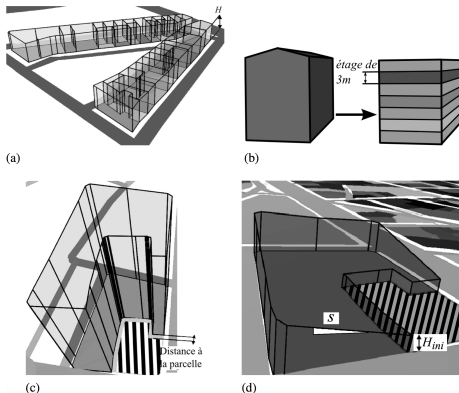 H
(a)
étage de
3m
(b)
Distance à
la parcelle
(c)
s
H_ini
(d)